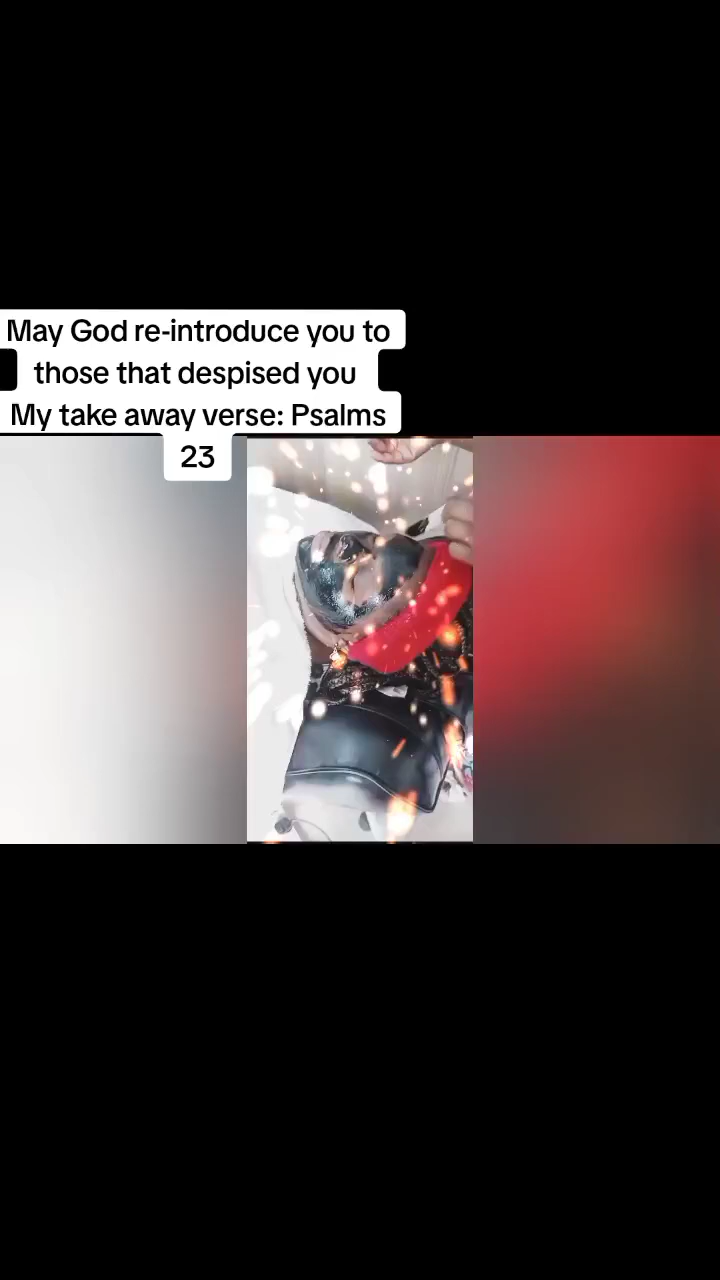 May God re-introduce you to
those that despised you
My take away verse: Psalms
23